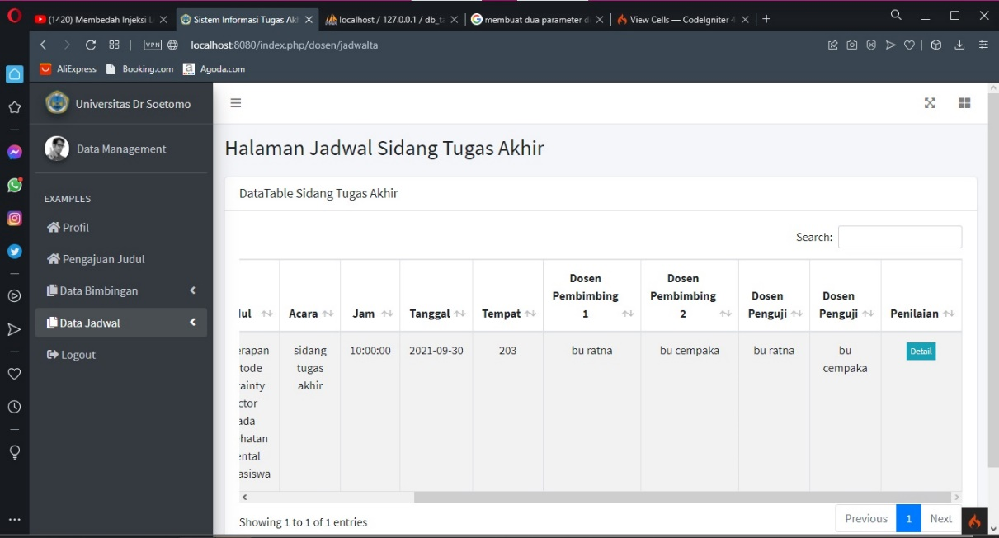 (1420) Membedah Injeksi L
Sistem Informasi Tugas Ak
localhost / 127.0.0.1 / db_ta
membuat dua parameter d
View Cells — CodeIgniter 4
VPN
localhost:8080/index.php/dosen/jadwalta
AliExpress
Booking.com
Agoda.com
Universitas Dr Soetomo
Data Management
EXAMPLES
Profil
Pengajuan Judul
Data Bimbingan
Data Jadwal
Logout
Halaman Jadwal Sidang Tugas Akhir
DataTable Sidang Tugas Akhir
Search:
Acara
Jam
Tanggal
Tempat
Dosen
Pembimbing
1
Dosen
Pembimbing
2
Dosen
Penguji
Dosen
Penguji
Penilaian
erapan
tode
ainty
ctor
ada
hatan
ental
asiswa
sidang
tugas
akhir
10:00:00
2021-09-30
203
bu ratna
bu cempaka
bu ratna
bu
cempaka
Detail
Showing 1 to 1 of 1 entries
Previous
1
Next